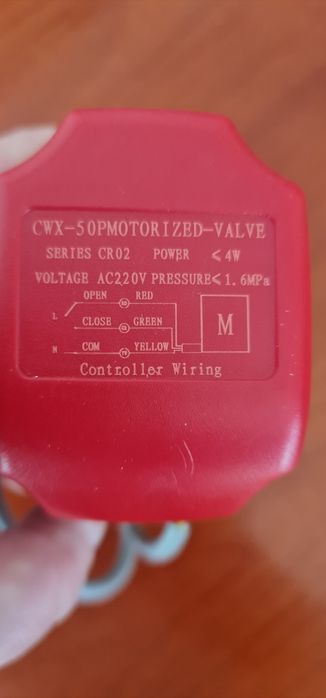 CWX-50PMOTORIZED-VALVE
SERIES CR02 POWER ≤4W
VOLTAGE AC220V PRESSURE≤1.6MPa
OPEN RED
L
CLOSE GREEN
N COM YELLOW
M
Controller Wiring